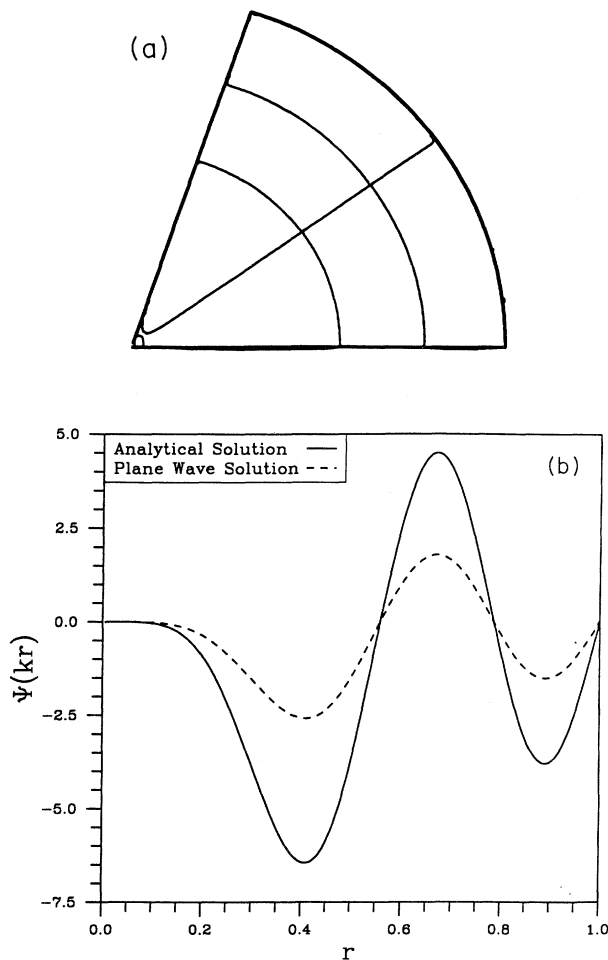 (a)
5.0
Analytical Solution
Plane Wave Solution
(b)
2.5
0.0
Ψ(kr)
−2.5
−5.0
−7.5
0.0 0.2 0.4 0.6 0.8 1.0
r